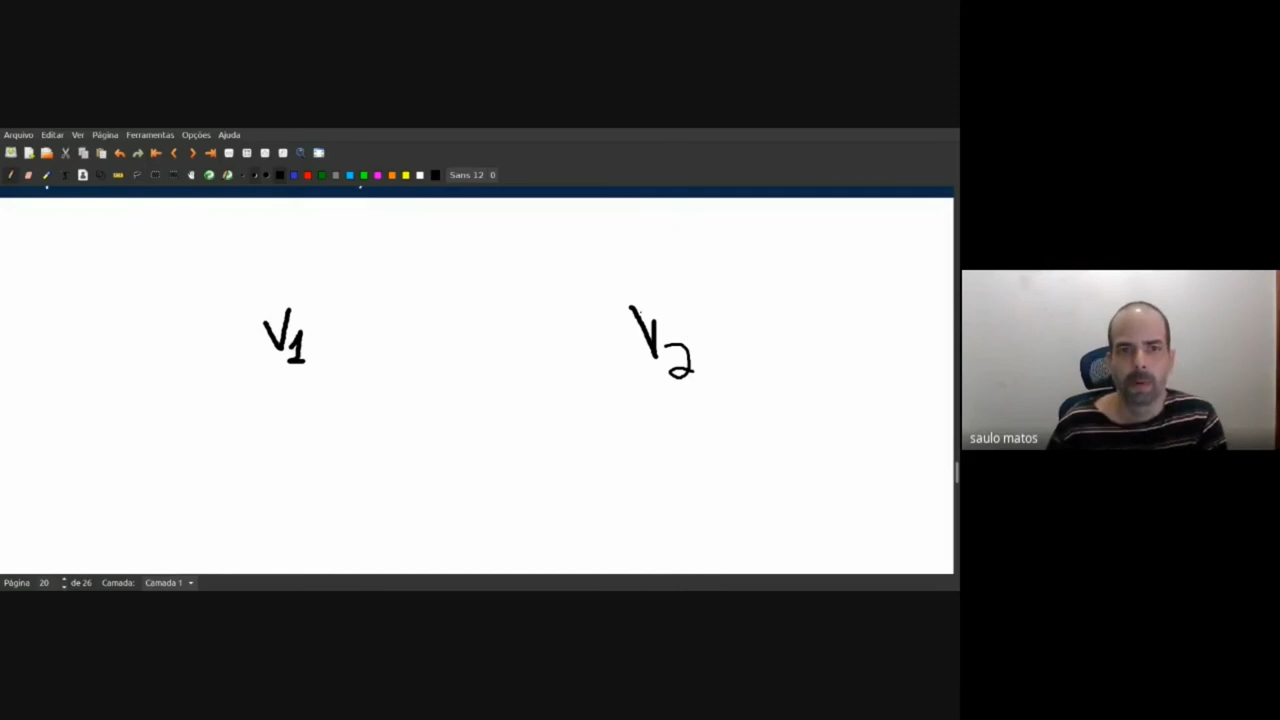 Arquivo Editar Ver Página Ferramentas Opções Ajuda
Sans 12 0
V1 V2
saulo matos
Página 20 de 26 Camada: Camada 1